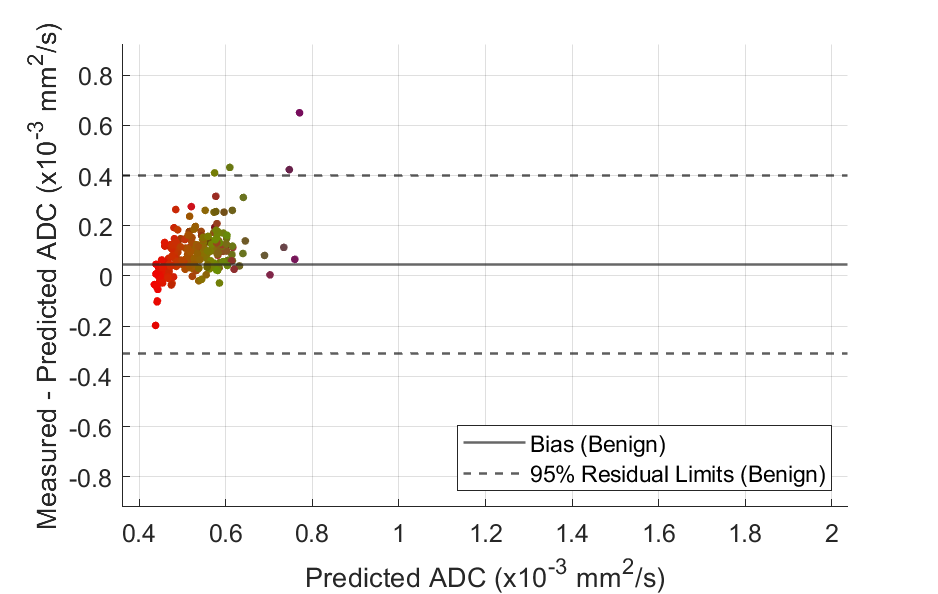 Measured - Predicted ADC (x10-3 mm2/s)
0.8
0.6
0.4
0.2
0
-0.2
-0.4
-0.6
-0.8
Bias (Benign)
95% Residual Limits (Benign)
0.4 0.6 0.8 1 1.2 1.4 1.6 1.8 2
Predicted ADC (x10-3 mm2/s)